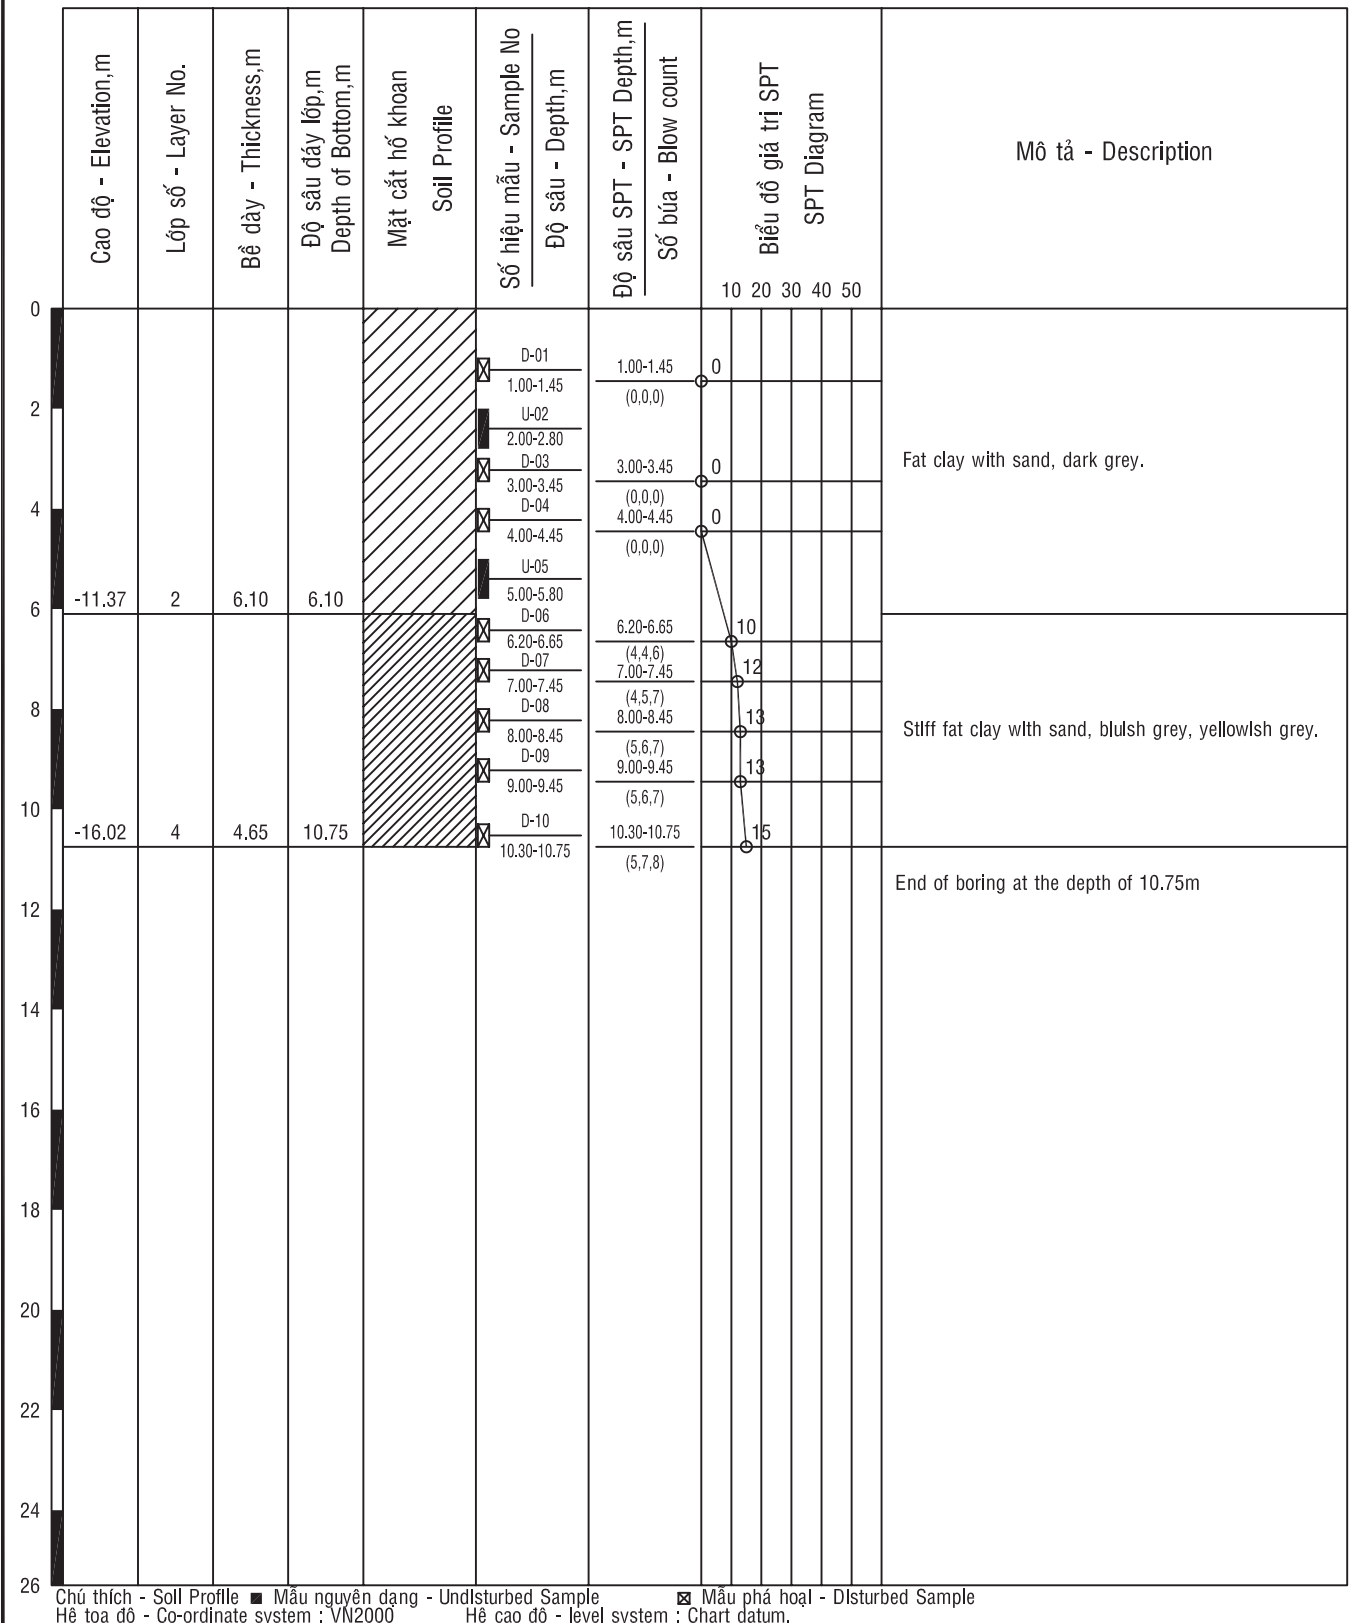 Cao độ - Elevation,m
Lớp số - Layer No.
Bề dày - Thickness,m
Độ sâu đáy lớp,m
Depth of Bottom,m
Mặt cắt hố khoan
Soil Profile
Số hiệu mẫu - Sample No
Độ sâu - Depth,m
Độ sâu SPT - SPT Depth,m
Số búa - Blow count
Biểu đồ giá trị SPT
SPT Diagram
10 20 30 40 50
Mô tả - Description
0
D-01
1.00-1.45
1.00-1.45
(0,0,0)
0
2
U-02
2.00-2.80
D-03
3.00-3.45
3.00-3.45
(0,0,0)
0
Fat clay with sand, dark grey.
4
D-04
4.00-4.45
4.00-4.45
(0,0,0)
0
U-05
5.00-5.80
-11.37 2 6.10 6.10
6
D-06
6.20-6.65
6.20-6.65
(4,4,6)
10
D-07
7.00-7.45
7.00-7.45
(4,5,7)
12
8
D-08
8.00-8.45
8.00-8.45
(5,6,7)
13
Stiff fat clay with sand, bluish grey, yellowish grey.
D-09
9.00-9.45
9.00-9.45
(5,6,7)
13
10
-16.02 4 4.65 10.75
D-10
10.30-10.75
10.30-10.75
(5,7,8)
15
End of boring at the depth of 10.75m
12
14
16
18
20
22
24
26
Chú thích - Soil Profile Mẫu nguyên dạng - Undisturbed Sample Mẫu phá hoại - Disturbed Sample
Hệ tọa độ - Co-ordinate system : VN2000 Hệ cao độ - level system : Chart datum.